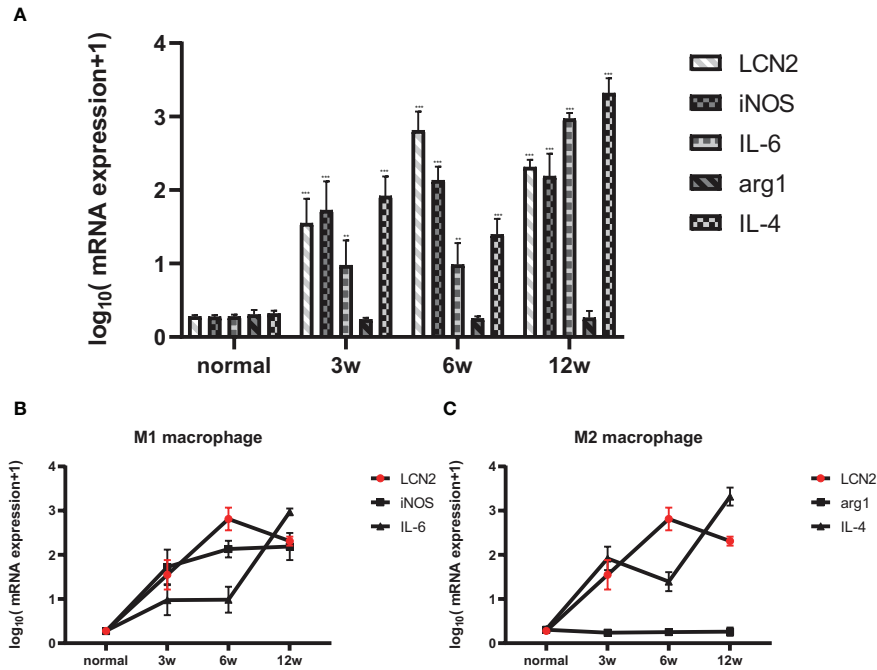 A
log10( mRNA expression+1)
4
3
2
1
0
*** *** ** ***
*** *** ** ***
*** *** *** ***
normal 3w 6w 12w
LCN2
iNOS
IL-6
arg1
IL-4
B
M1 macrophage
log10( mRNA expression+1)
4
3
2
1
0
normal 3w 6w 12w
LCN2
iNOS
IL-6
C
M2 macrophage
log10( mRNA expression+1)
4
3
2
1
0
normal 3w 6w 12w
LCN2
arg1
IL-4